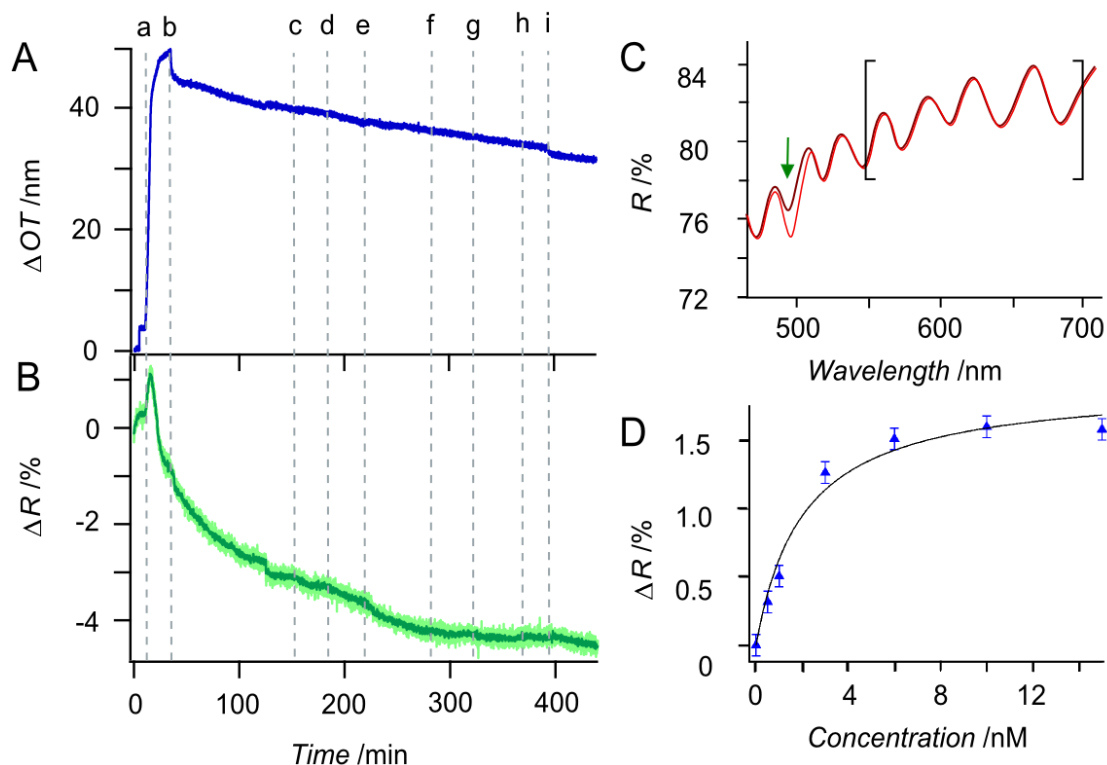 a b c d e f g h i
A
40
20
0
ΔOT /nm
B
0
-2
-4
ΔR /%
0 100 200 300 400
Time /min
C
84
80
76
72
R /%
500 600 700
Wavelength /nm
D
1.5
1.0
0.5
0
ΔR /%
0 4 8 12
Concentration /nM